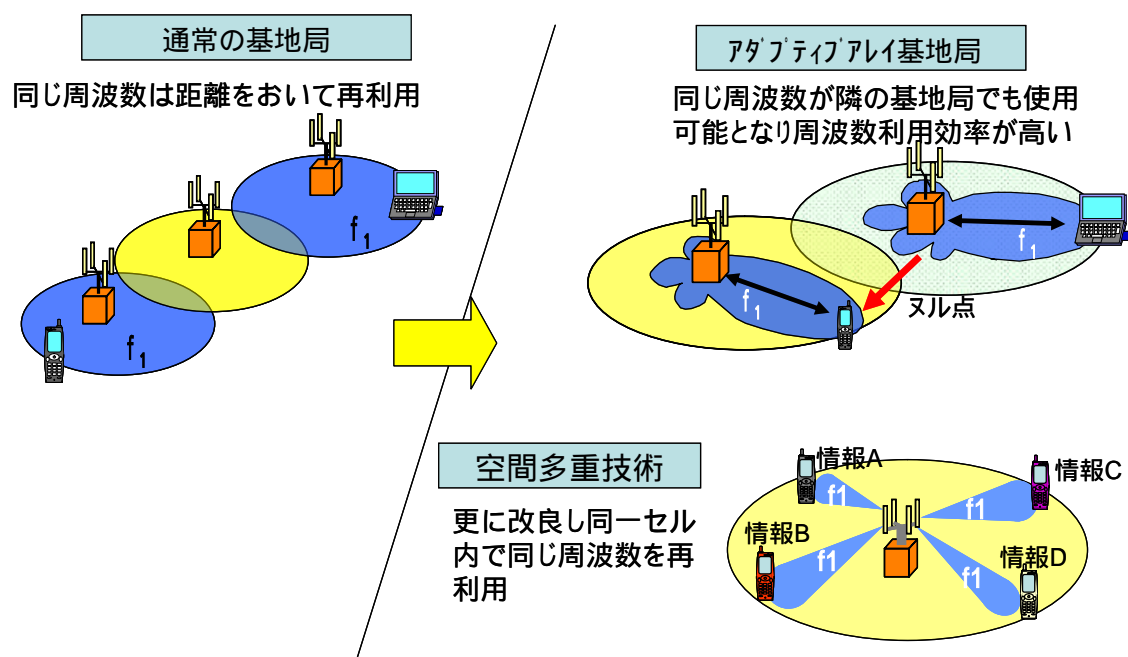 通常の基地局
同じ周波数は距離をおいて再利用
f 1
f 1
ｱﾀﾞﾌﾟﾃｨﾌﾞｱﾚｲ基地局
同じ周波数が隣の基地局でも使用
可能となり周波数利用効率が高い
f 1
f 1
ヌル点
空間多重技術
更に改良し同一セル
内で同じ周波数を再
利用
情報A
f1
情報C
f1
情報B
f1
情報D
f1